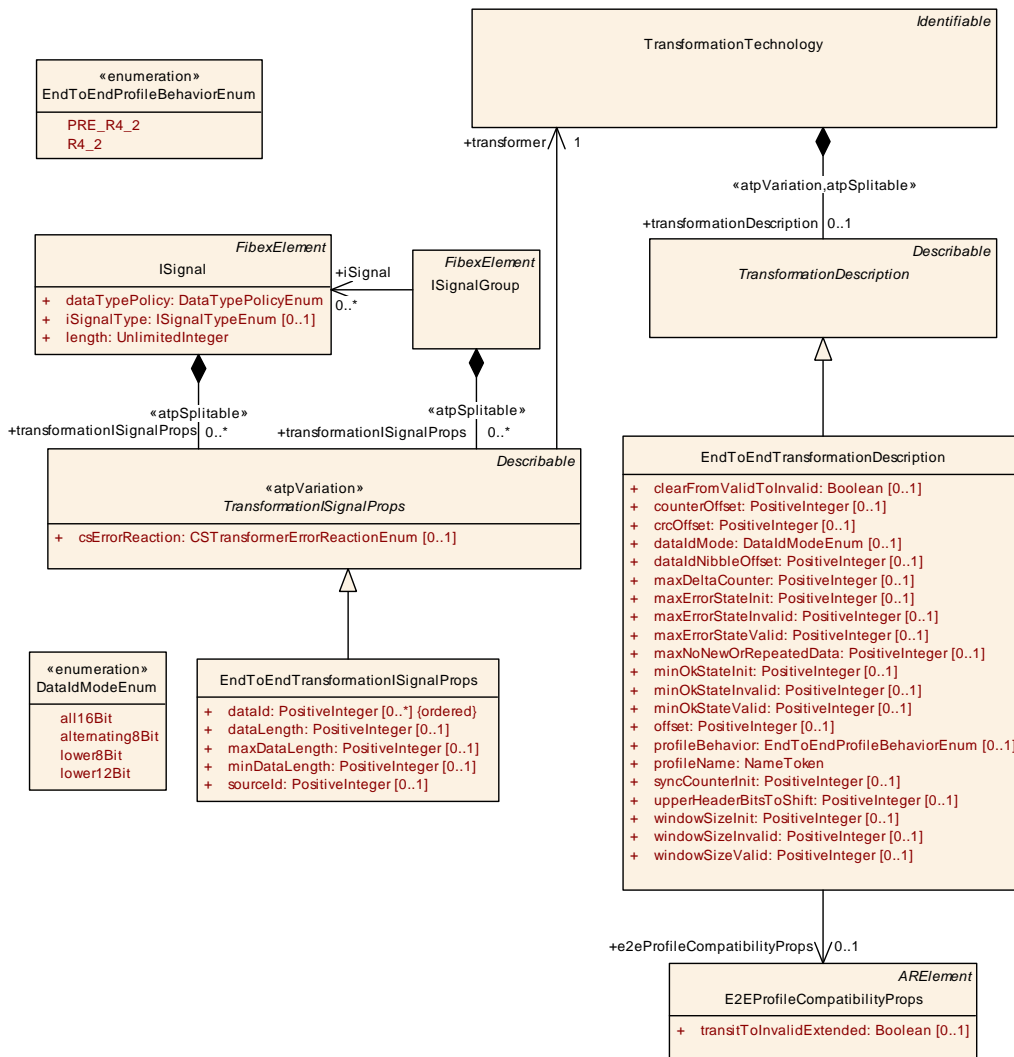 Identifiable
TransformationTechnology
«enumeration»
EndToEndProfileBehaviorEnum
PRE_R4_2
R4_2
+transformer
1
«atpVariation,atpSplitable»
+transformationDescription
0..1
FibexElement
ISignal
+ dataTypePolicy: DataTypePolicyEnum
+ iSignalType: ISignalTypeEnum [0..1]
+ length: UnlimitedInteger
+iSignal
0..*
FibexElement
ISignalGroup
Describable
TransformationDescription
«atpSplitable»
+transformationISignalProps
0..*
«atpSplitable»
+transformationISignalProps
0..*
Describable
«atpVariation»
TransformationISignalProps
+ csErrorReaction: CSTransformerErrorReactionEnum [0..1]
EndToEndTransformationDescription
+ clearFromValidToInvalid: Boolean [0..1]
+ counterOffset: PositiveInteger [0..1]
+ crcOffset: PositiveInteger [0..1]
+ dataIdMode: DataIdModeEnum [0..1]
+ dataIdNibbleOffset: PositiveInteger [0..1]
+ maxDeltaCounter: PositiveInteger [0..1]
+ maxErrorStateInit: PositiveInteger [0..1]
+ maxErrorStateInvalid: PositiveInteger [0..1]
+ maxErrorStateValid: PositiveInteger [0..1]
+ maxNoNewOrRepeatedData: PositiveInteger [0..1]
+ minOkStateInit: PositiveInteger [0..1]
+ minOkStateInvalid: PositiveInteger [0..1]
+ minOkStateValid: PositiveInteger [0..1]
+ offset: PositiveInteger [0..1]
+ profileBehavior: EndToEndProfileBehaviorEnum [0..1]
+ profileName: NameToken
+ syncCounterInit: PositiveInteger [0..1]
+ upperHeaderBitsToShift: PositiveInteger [0..1]
+ windowSizeInit: PositiveInteger [0..1]
+ windowSizeInvalid: PositiveInteger [0..1]
+ windowSizeValid: PositiveInteger [0..1]
«enumeration»
DataIdModeEnum
all16Bit
alternating8Bit
lower8Bit
lower12Bit
EndToEndTransformationISignalProps
+ dataId: PositiveInteger [0..*] {ordered}
+ dataLength: PositiveInteger [0..1]
+ maxDataLength: PositiveInteger [0..1]
+ minDataLength: PositiveInteger [0..1]
+ sourceId: PositiveInteger [0..1]
+e2eProfileCompatibilityProps
0..1
ARElement
E2EProfileCompatibilityProps
+ transitToInvalidExtended: Boolean [0..1]